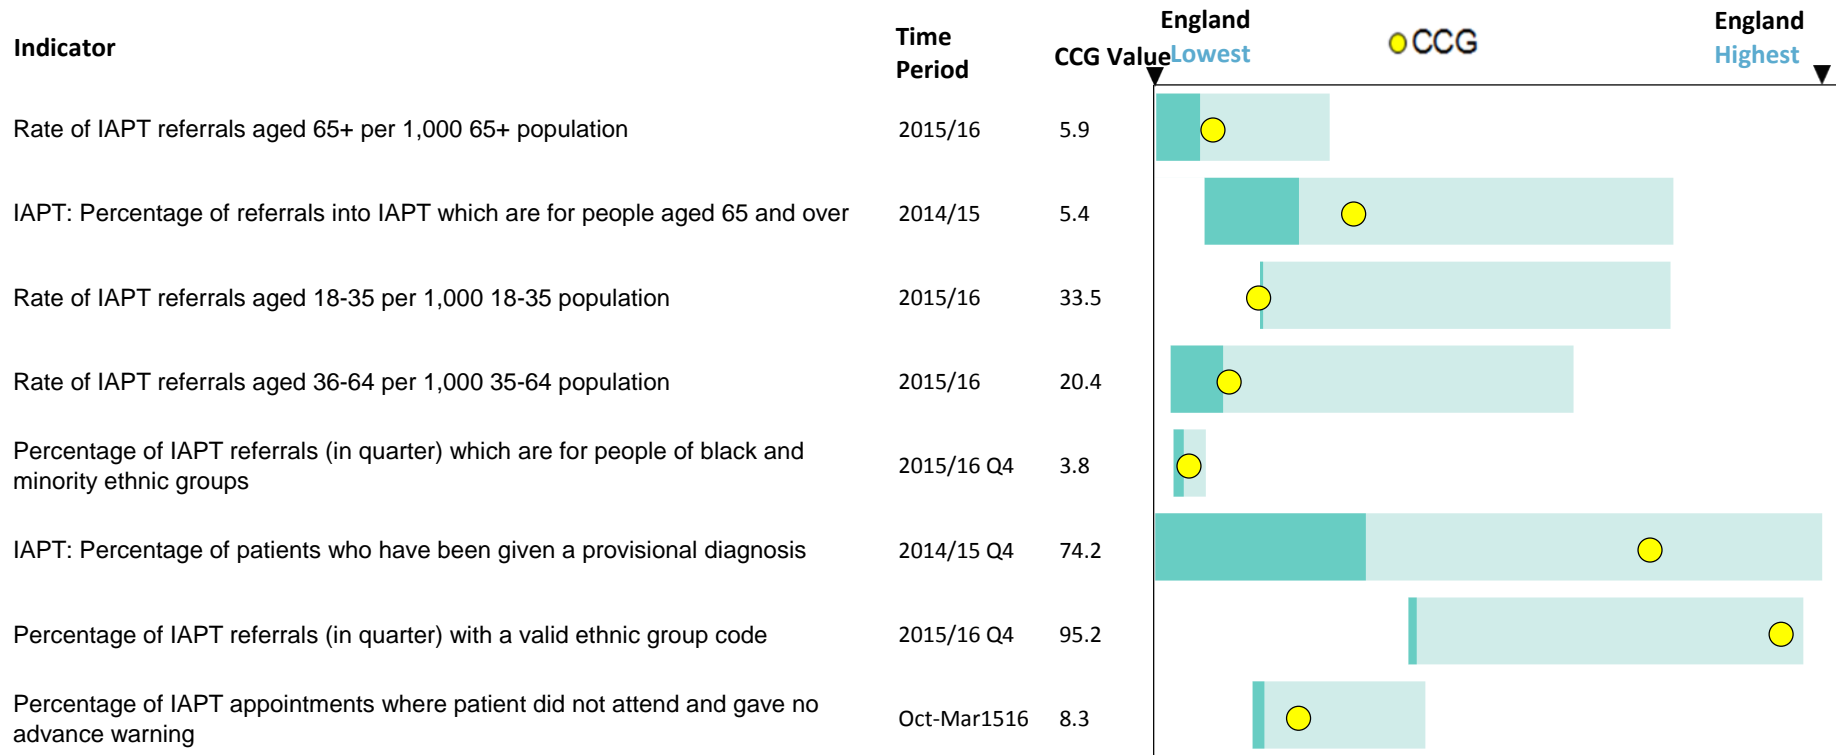 Indicator
Time
Period
CCG Value
England
Lowest
CCG
England
Highest
Rate of IAPT referrals aged 65+ per 1,000 65+ population 2015/16 5.9
IAPT: Percentage of referrals into IAPT which are for people aged 65 and over 2014/15 5.4
Rate of IAPT referrals aged 18-35 per 1,000 18-35 population 2015/16 33.5
Rate of IAPT referrals aged 36-64 per 1,000 35-64 population 2015/16 20.4
Percentage of IAPT referrals (in quarter) which are for people of black and
minority ethnic groups
2015/16 Q4 3.8
IAPT: Percentage of patients who have been given a provisional diagnosis 2014/15 Q4 74.2
Percentage of IAPT referrals (in quarter) with a valid ethnic group code 2015/16 Q4 95.2
Percentage of IAPT appointments where patient did not attend and gave no
advance warning
Oct-Mar1516 8.3